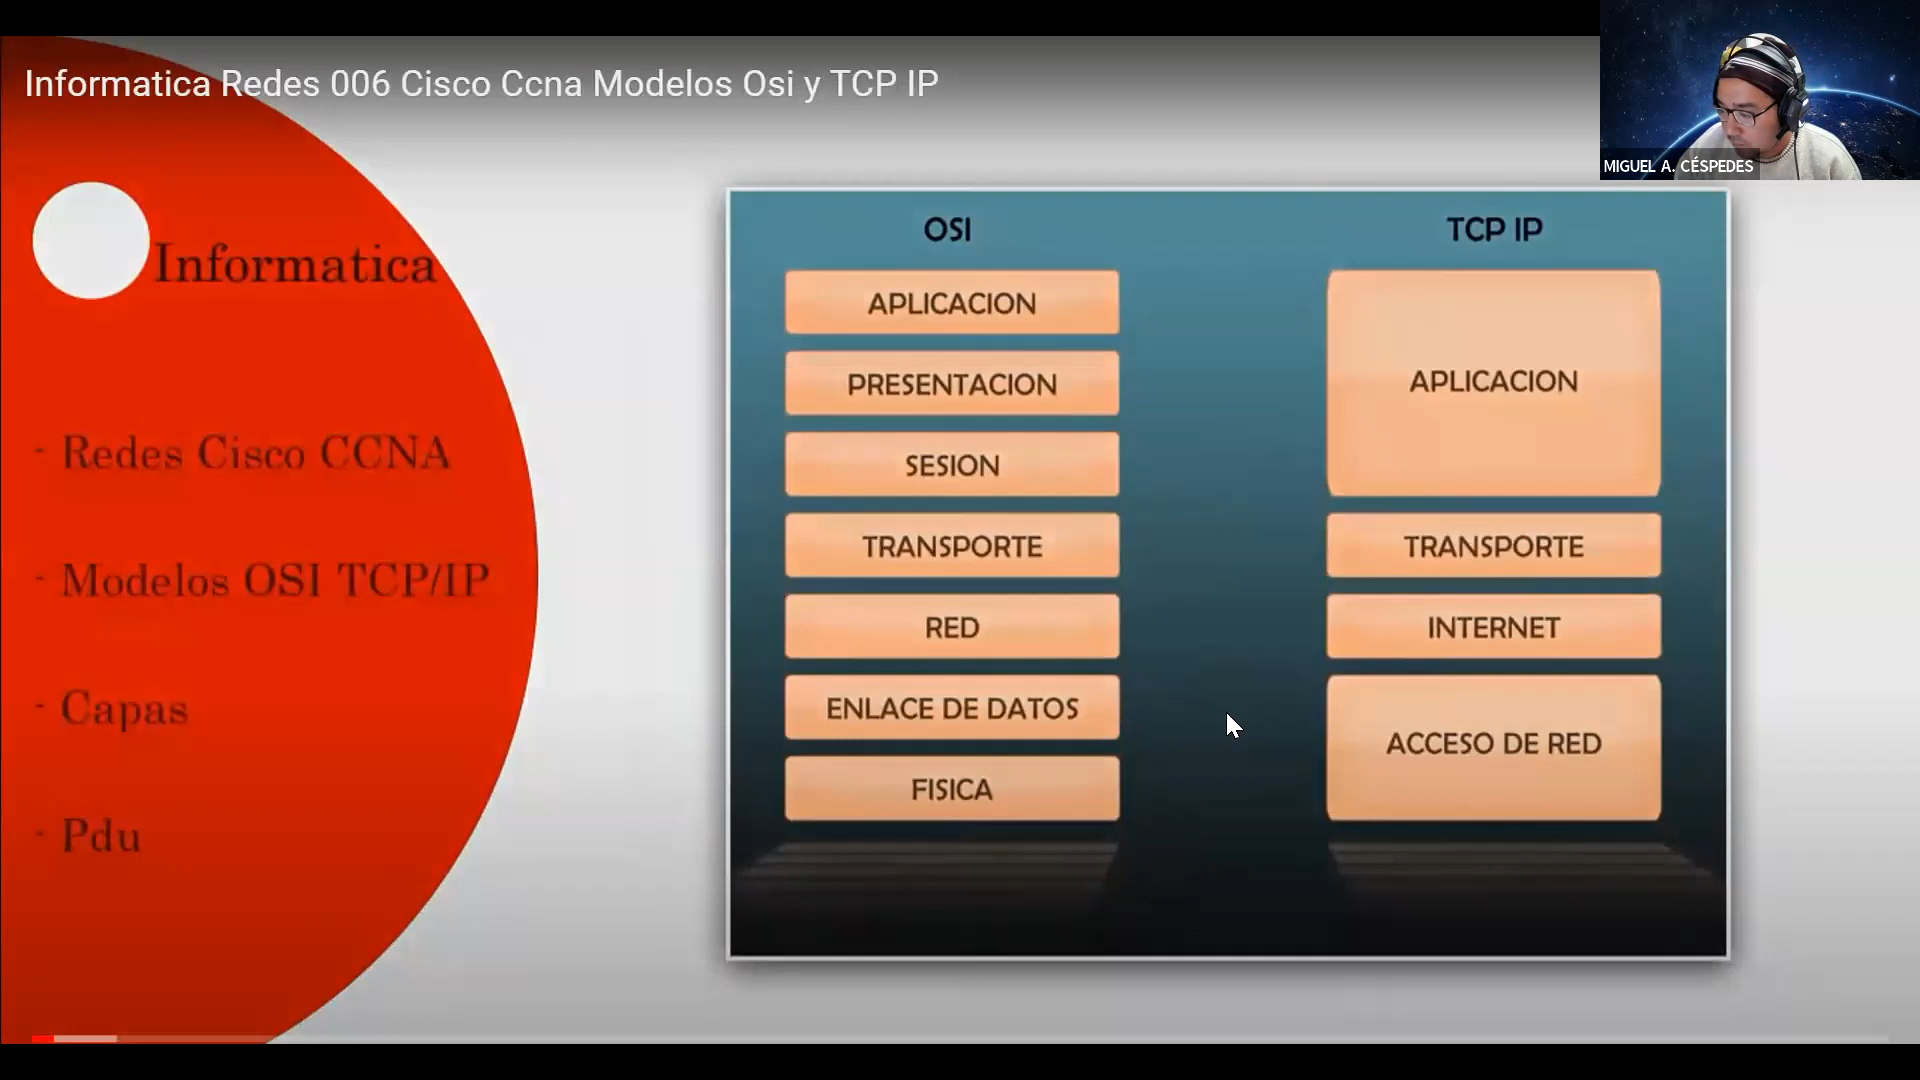 Informatica Redes 006 Cisco Ccna Modelos Osi y TCP IP
MIGUEL A. CÉSPEDES
Informatica
- Redes Cisco CCNA
- Modelos OSI TCP/IP
- Capas
- Pdu
OSI
APLICACION
PRESENTACION
SESION
TRANSPORTE
RED
ENLACE DE DATOS
FISICA
TCP IP
APLICACION
TRANSPORTE
INTERNET
ACCESO DE RED